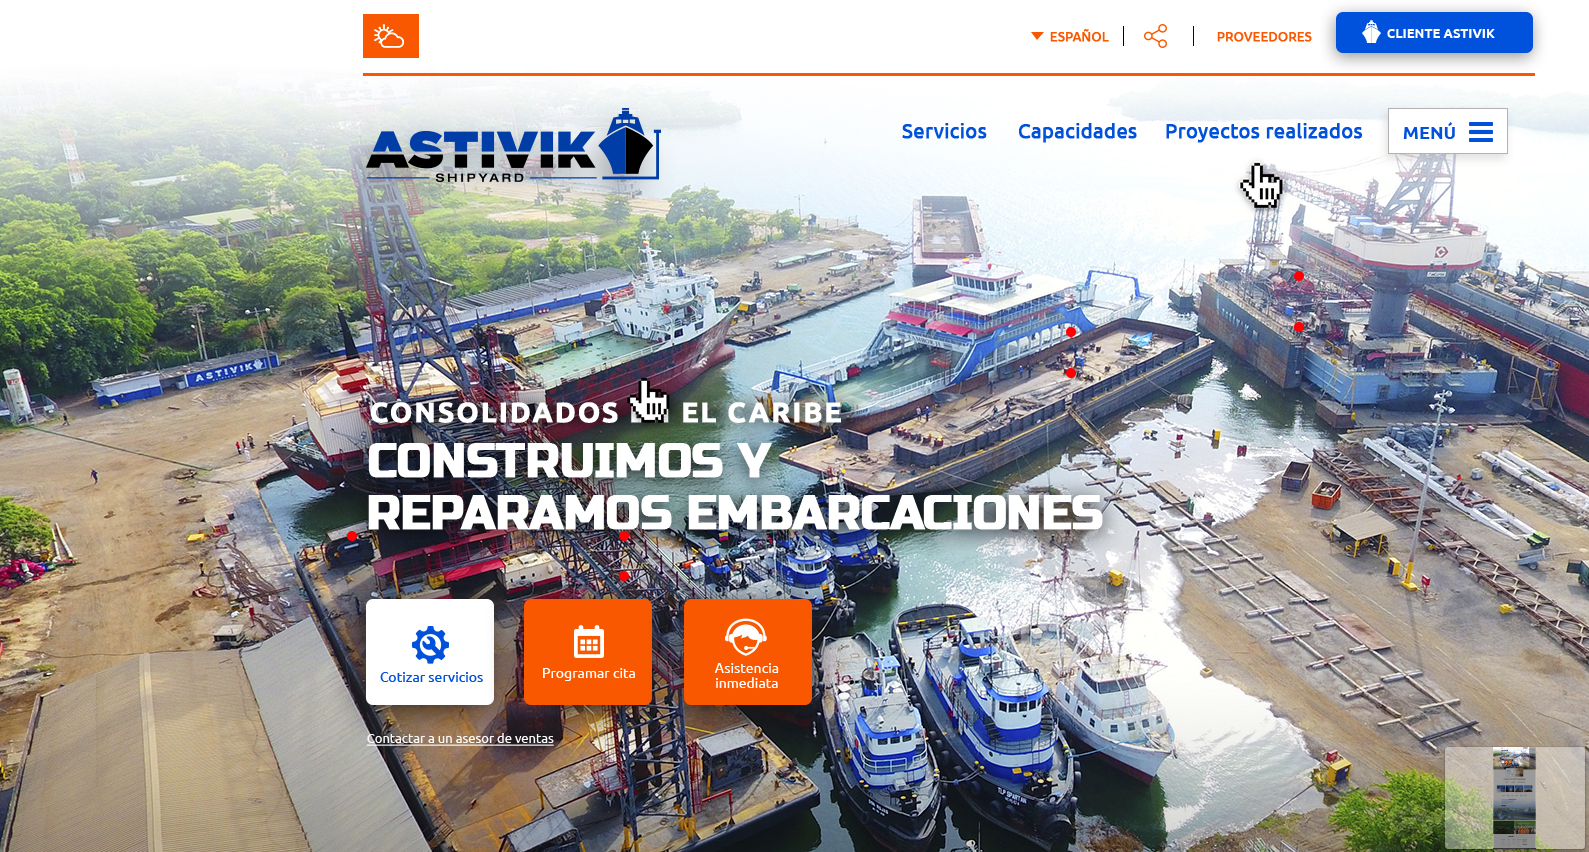 ESPAÑOL
PROVEEDORES
CLIENTE ASTIVIK
ASTIVIK
SHIPYARD
Servicios
Capacidades
Proyectos realizados
MENÚ
ASTIVIK
CONSOLIDADOS EL CARIBE
CONSTRUIMOS Y
REPARAMOS EMBARCACIONES
Cotizar servicios
Programar cita
Asistencia
inmediata
Contactar a un asesor de ventas